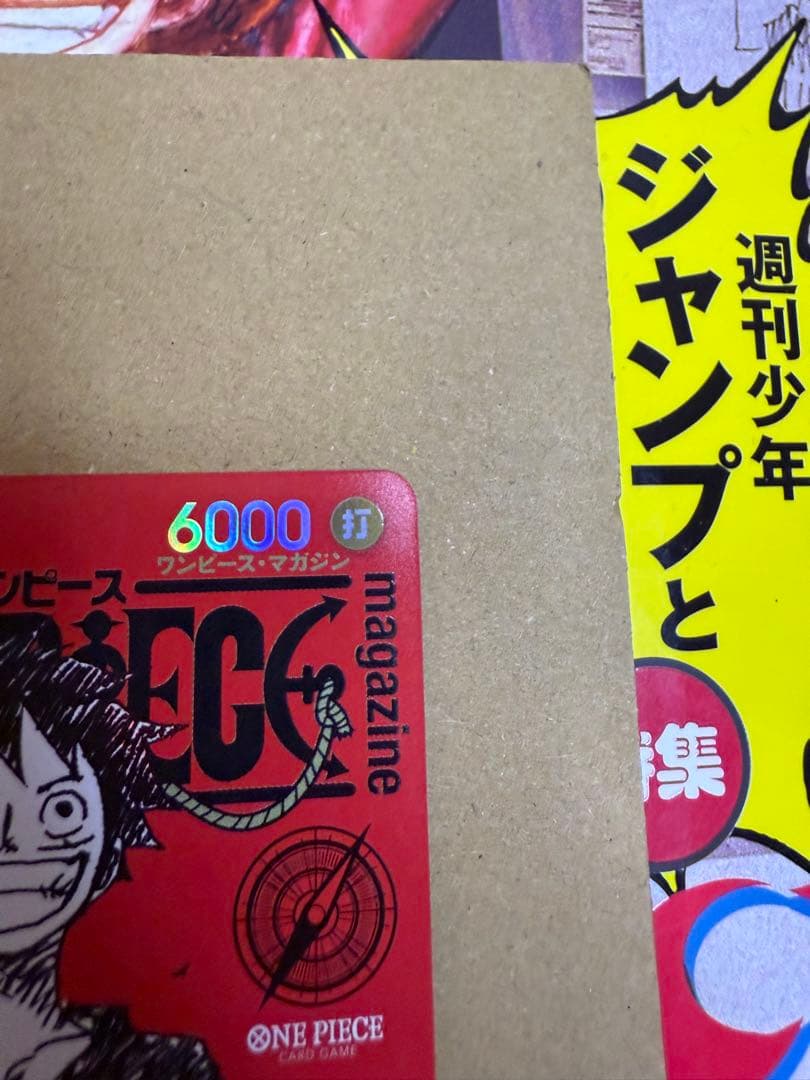 週刊少年
ジャンプと
集
6000 打
ワンピース・マガジン
ンピース
PIECE
magazine
ONE PIECE
CARD GAME